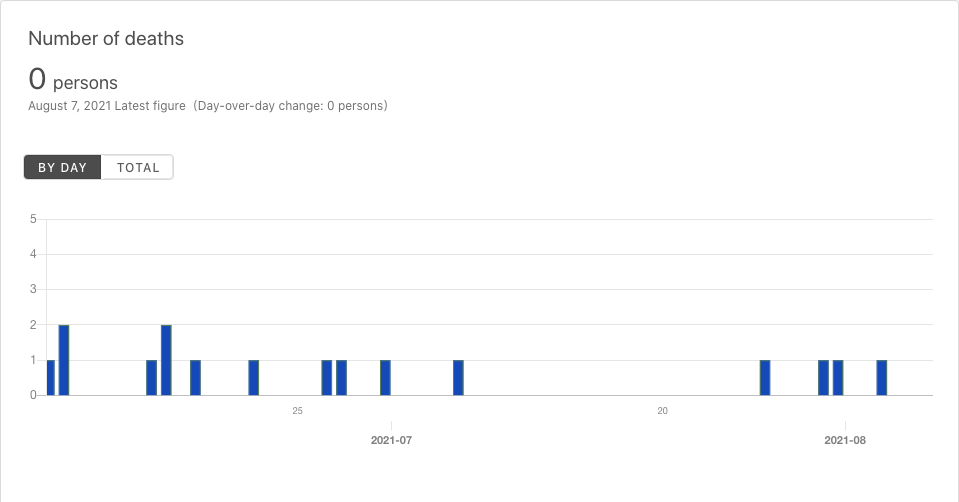 Number of deaths
0 persons
August 7, 2021 Latest figure (Day-over-day change: 0 persons)
BY DAY TOTAL
5
4
3
2
1
0
25 20
2021-07 2021-08